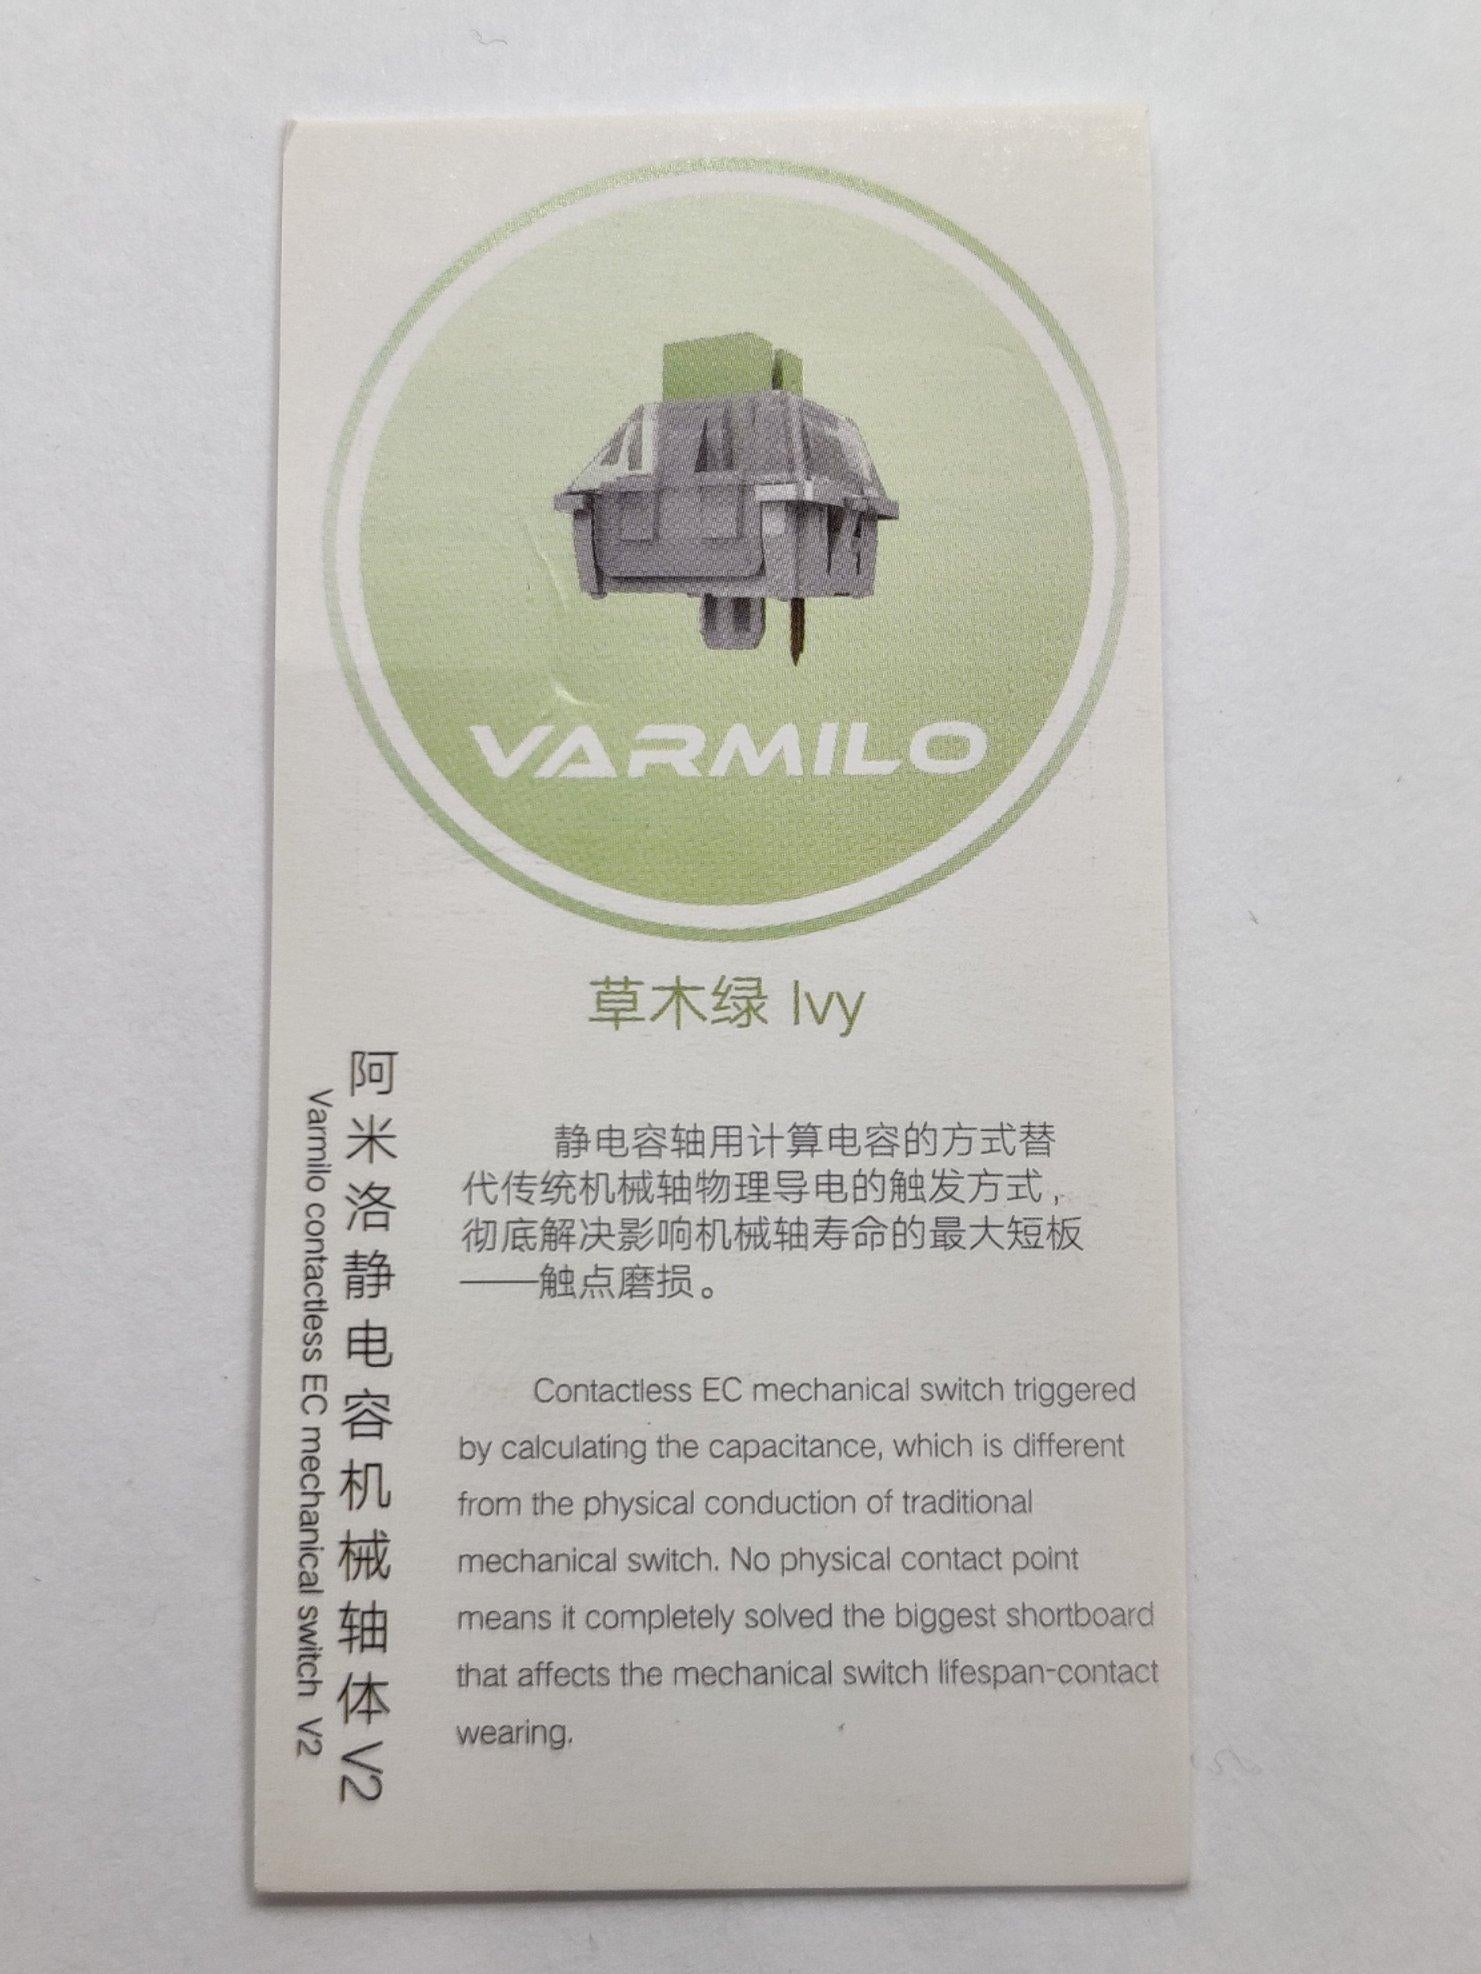 VARMILO
草木绿 Ivy
阿米洛静电容机械轴体 V2
Varmilo contactless EC mechanical switch V2
静电容轴用计算电容的方式替
代传统机械轴物理导电的触发方式，
彻底解决影响机械轴寿命的最大短板
——触点磨损。
Contactless EC mechanical switch triggered
by calculating the capacitance, which is different
from the physical conduction of traditional
mechanical switch. No physical contact point
means it completely solved the biggest shortboard
that affects the mechanical switch lifespan-contact
wearing.